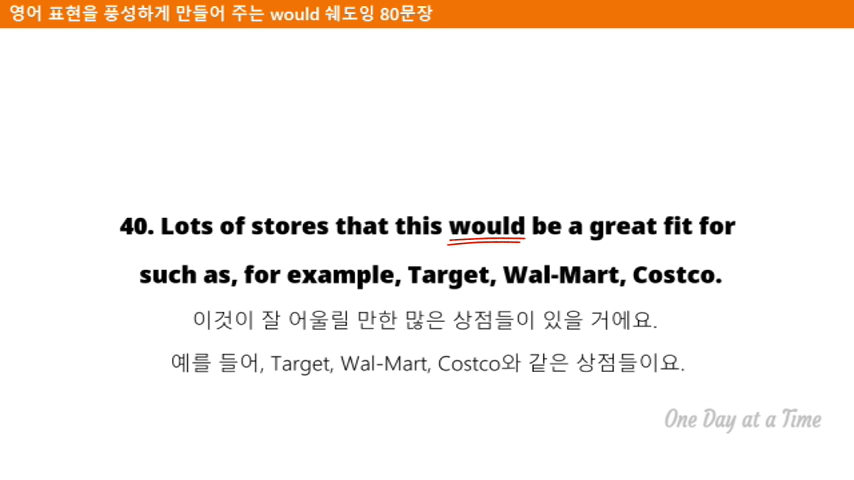 영어 표현을 풍성하게 만들어 주는 would 쉐도잉 80문장
40. Lots of stores that this would be a great fit for
such as, for example, Target, Wal-Mart, Costco.
이것이 잘 어울릴 만한 많은 상점들이 있을 거에요.
예를 들어, Target, Wal-Mart, Costco와 같은 상점들이요.
One Day at a Time